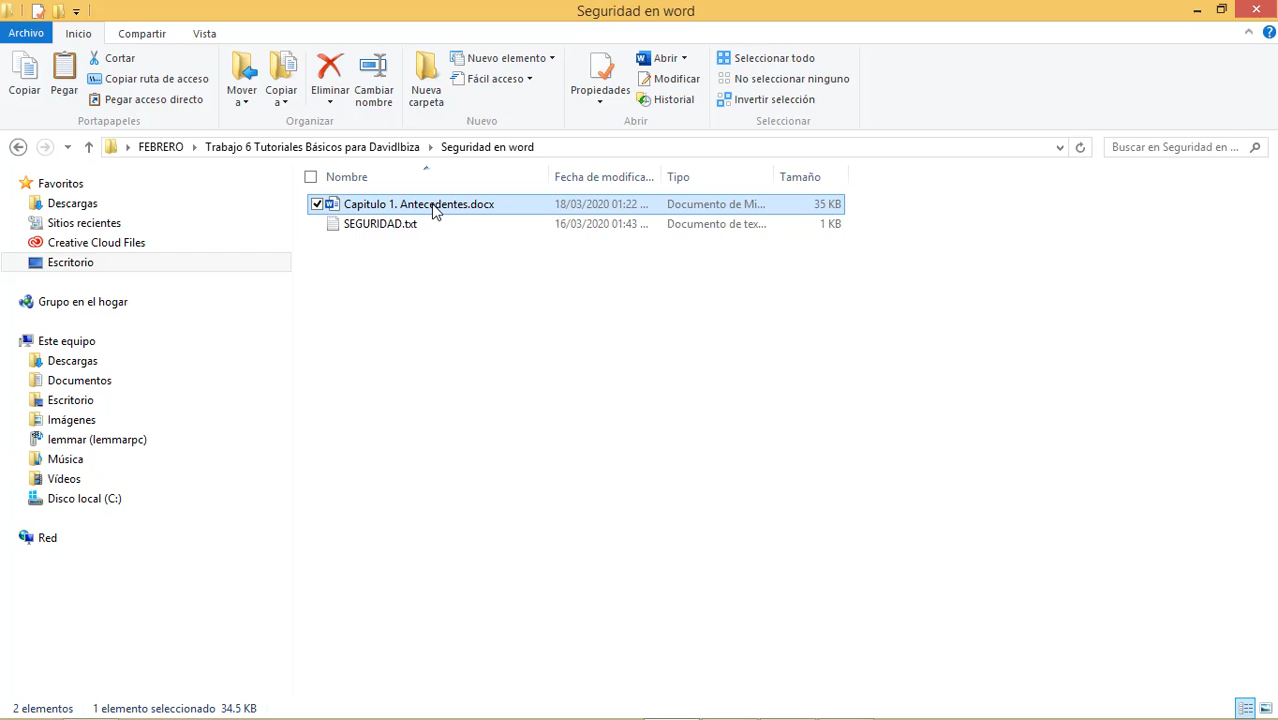 Seguridad en word
Archivo Inicio Compartir Vista
Copiar
Pegar
Cortar
Copiar ruta de acceso
Pegar acceso directo
Portapapeles
Mover a
Copiar a
Eliminar
Cambiar nombre
Organizar
Nueva carpeta
Nuevo elemento
Fácil acceso
Nuevo
Propiedades
Abrir
Modificar
Historial
Abrir
Seleccionar todo
No seleccionar ninguno
Invertir selección
Seleccionar
FEBRERO Trabajo 6 Tutoriales Básicos para DavidIbiza Seguridad en word
Buscar en Seguridad en ...
Favoritos
Descargas
Sitios recientes
Creative Cloud Files
Escritorio
Grupo en el hogar
Este equipo
Descargas
Documentos
Escritorio
Imágenes
lemmar (lemmarpc)
Música
Vídeos
Disco local (C:)
Red
Nombre Fecha de modifica... Tipo Tamaño
Capitulo 1. Antecedentes.docx 18/03/2020 01:22 ... Documento de Mi... 35 KB
SEGURIDAD.txt 16/03/2020 01:43 ... Documento de tex... 1 KB
2 elementos 1 elemento seleccionado 34.5 KB